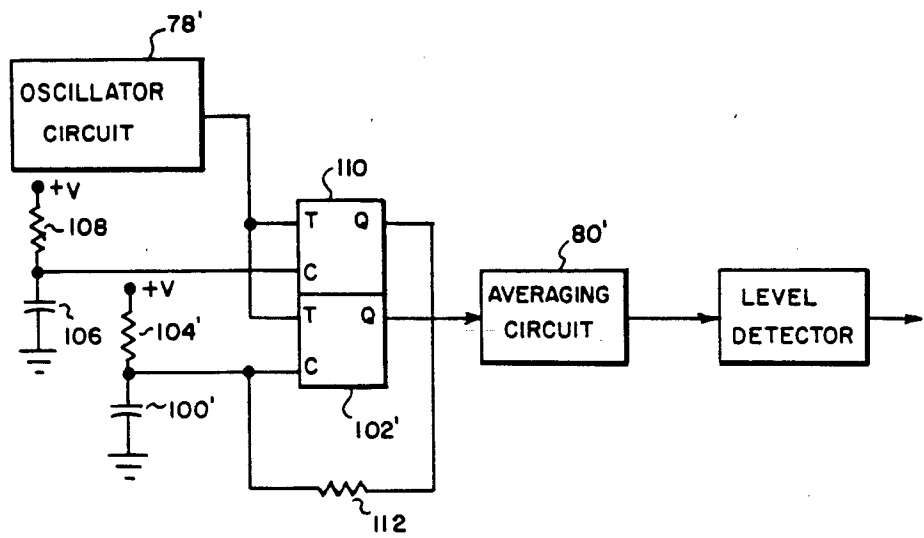 78'
OSCILLATOR
CIRCUIT
+V
108
110
T Q
C
106
+V
104'
T Q
C
100'
102'
80'
AVERAGING
CIRCUIT
LEVEL
DETECTOR
112